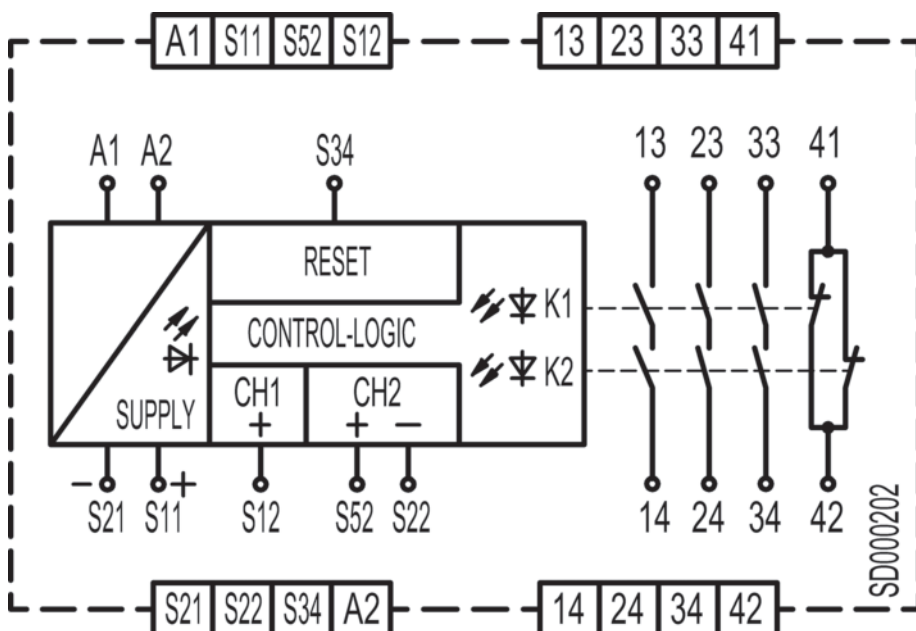 A1 S11 S52 S12 13 23 33 41
A1 A2 S34 13 23 33 41
RESET
K1
CONTROL-LOGIC
K2
CH1 CH2
SUPPLY + + −
− +
S21 S11 S12 S52 S22 14 24 34 42
SD000202
S21 S22 S34 A2 14 24 34 42